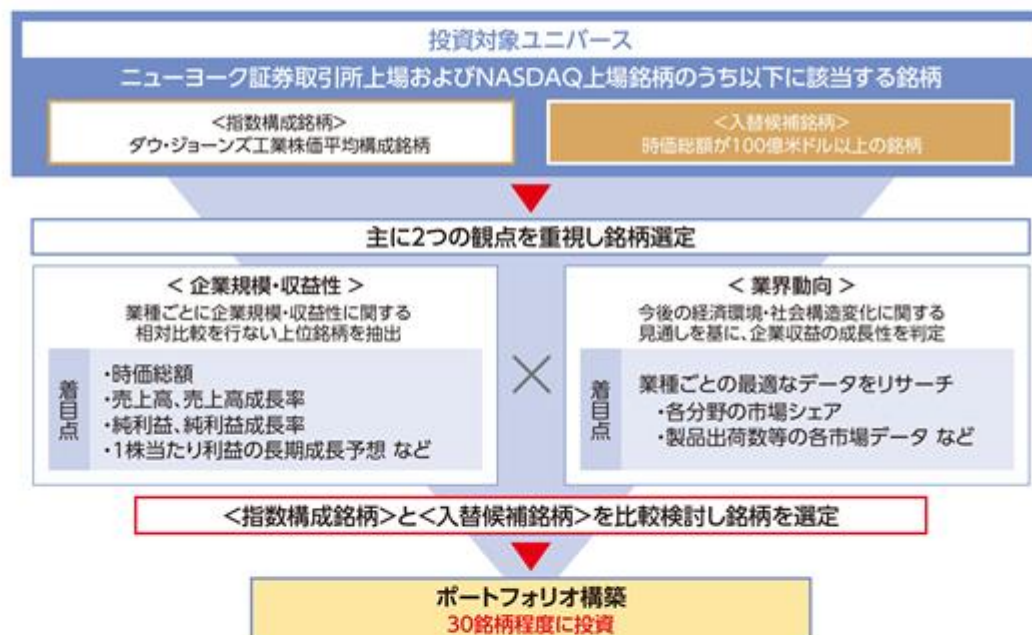 投資対象ユニバース
ニューヨーク証券取引所上場およびNASDAQ上場銘柄のうち以下に該当する銘柄
<指数構成銘柄>
ダウ・ジョーンズ工業株価平均構成銘柄
<入替候補銘柄>
時価総額が100億米ドル以上の銘柄
主に2つの観点を重視し銘柄選定
< 企業規模・収益性 >
業種ごとに企業規模・収益性に関する
相対比較を行ない上位銘柄を抽出
着目点
・時価総額
・売上高、売上高成長率
・純利益、純利益成長率
・1株当たり利益の長期成長予想 など
< 業界動向 >
今後の経済環境・社会構造変化に関する
見通しを基に、企業収益の成長性を判定
着目点
業種ごとの最適なデータをリサーチ
・各分野の市場シェア
・製品出荷数等の各市場データ など
<指数構成銘柄>と<入替候補銘柄>を比較検討し銘柄を選定
ポートフォリオ構築
30銘柄程度に投資